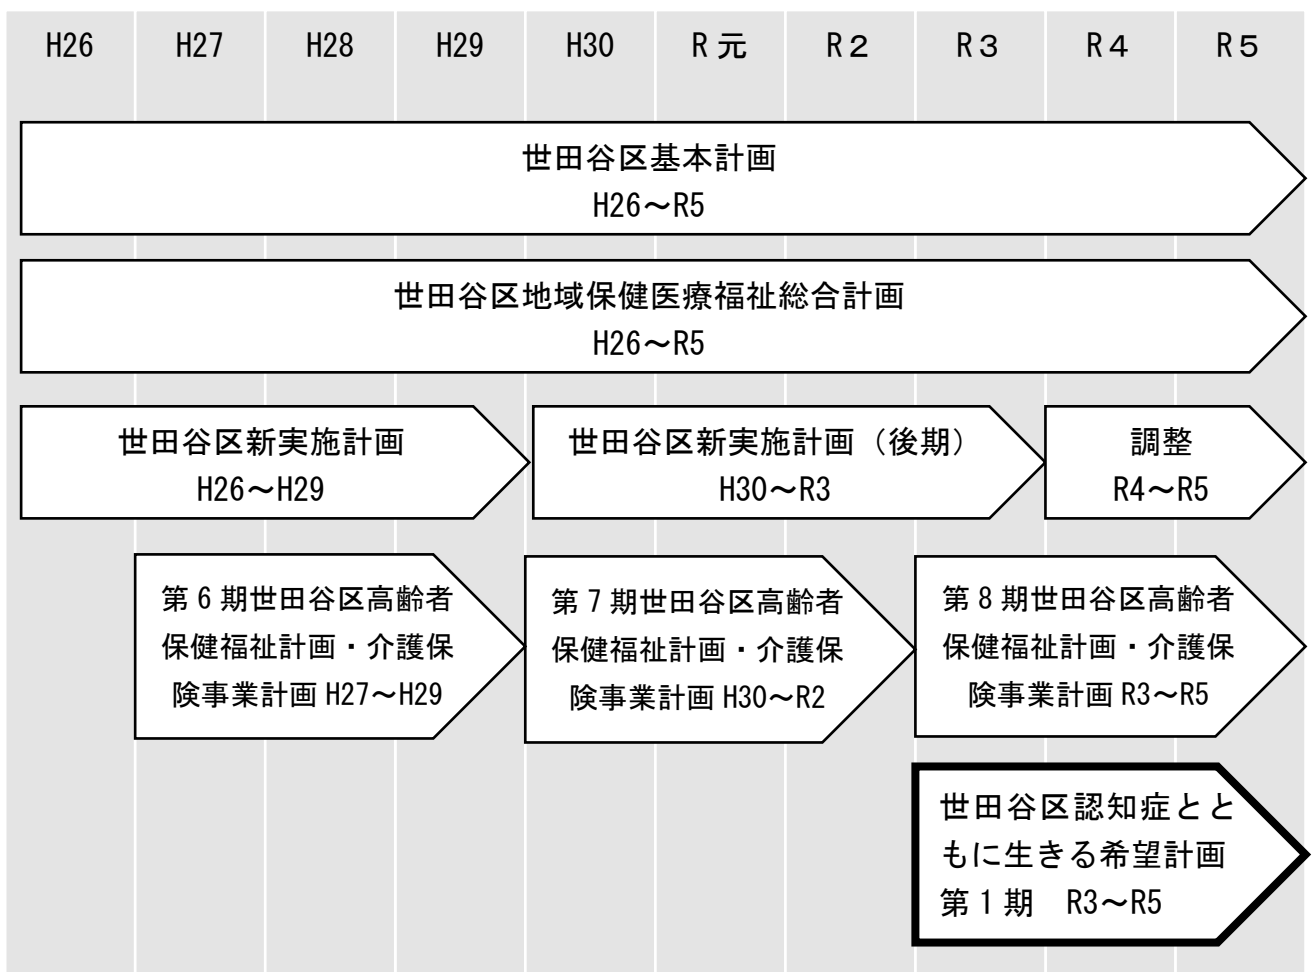 H26 H27 H28 H29 H30 R元 R2 R3 R4 R5
世田谷区基本計画
H26～R5
世田谷区地域保健医療福祉総合計画
H26～R5
世田谷区新実施計画
H26～H29
世田谷区新実施計画（後期）
H30～R3
調整
R4～R5
第6期世田谷区高齢者
保健福祉計画・介護保
険事業計画 H27～H29
第7期世田谷区高齢者
保健福祉計画・介護保
険事業計画 H30～R2
第8期世田谷区高齢者
保健福祉計画・介護保
険事業計画 R3～R5
世田谷区認知症とと
もに生きる希望計画
第1期　R3～R5